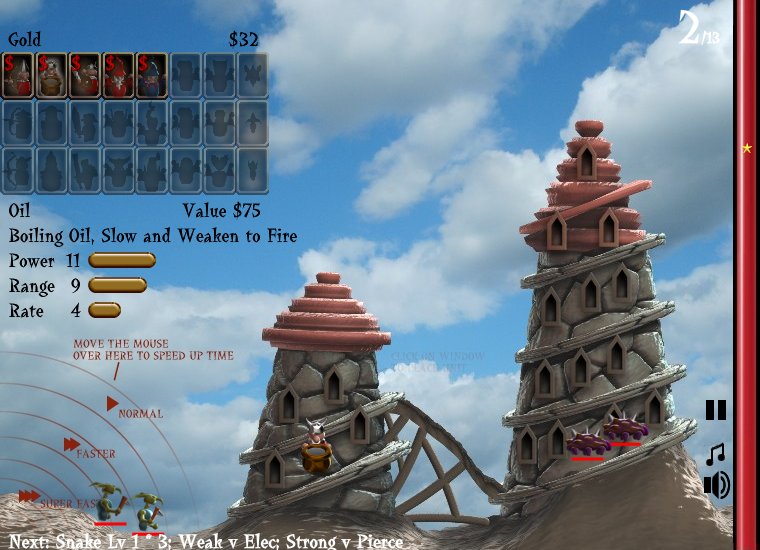 Gold $32
2/13
$ $ $ $
Oil Value $75
Boiling Oil, Slow and Weaken to Fire
Power 11
Range 9
Rate 4
MOVE THE MOUSE
OVER HERE TO SPEED UP TIME
CLICK ON WINDOW
NORMAL
FASTER
SUPER FAS
Next: Snake Lv 1 * 3; Weak v Elec; Strong v Pierce